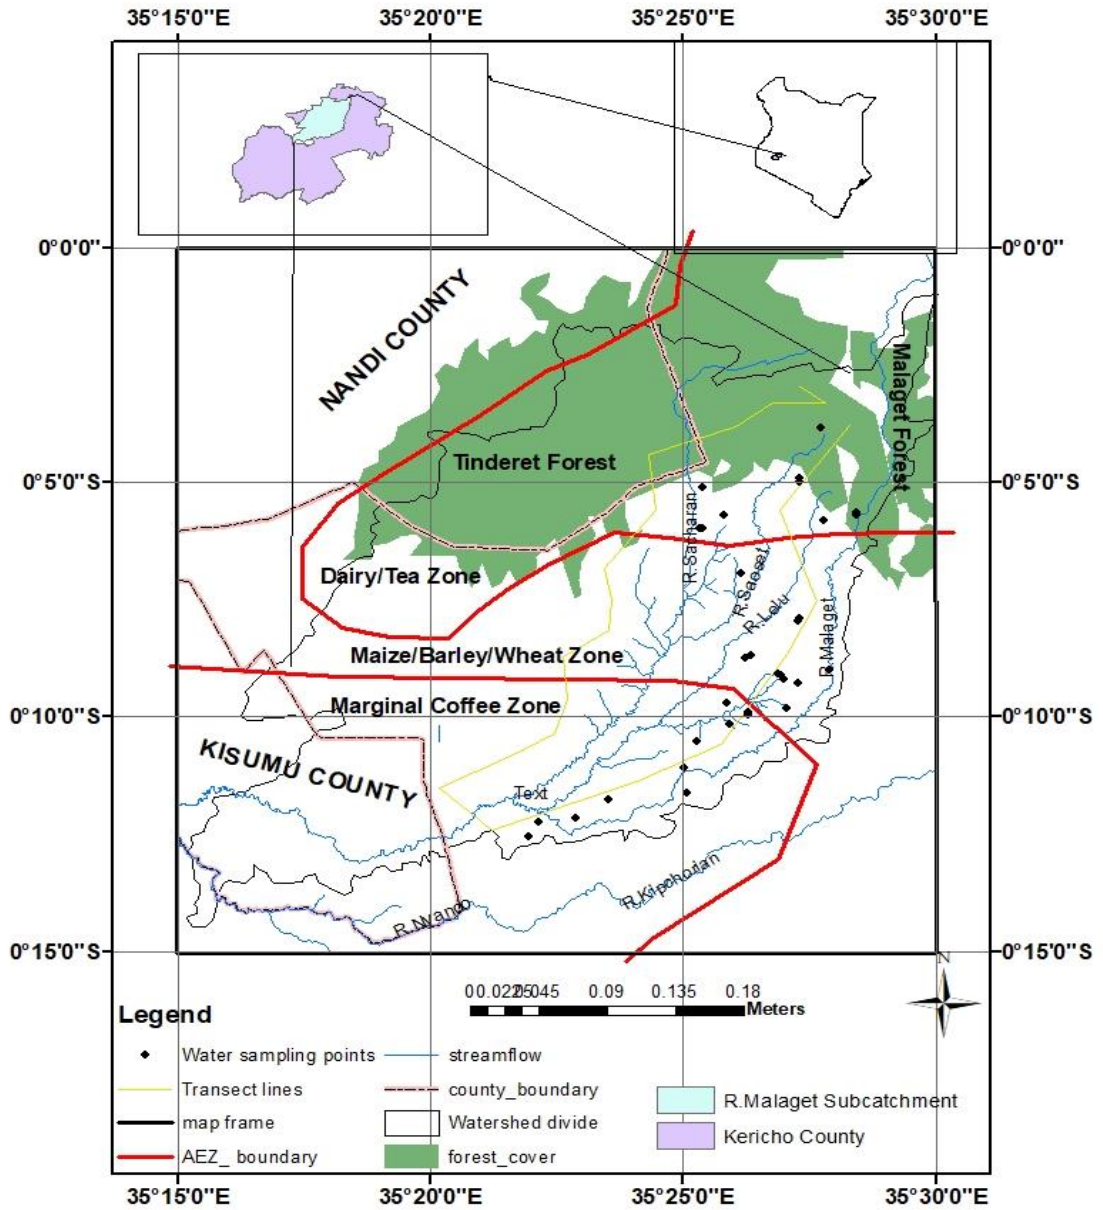 35°15'0"E 35°20'0"E 35°25'0"E 35°30'0"E
0°0'0" 0°0'0"
NANDI COUNTY
Malaget Forest
Tinderet Forest
0°5'0"S 0°5'0"S
R.Sacharan
R.Saoset
Dairy/Tea Zone
R.Lelu
R.Malaget
Maize/Barley/Wheat Zone
Marginal Coffee Zone
0°10'0"S 0°10'0"S
KISUMU COUNTY
Text
R.Kipchorian
R.Nyando
0°15'0"S 0°15'0"S
N
0 0.0225 0.045 0.09 0.135 0.18
Meters
Legend
Water sampling points
Transect lines
map frame
AEZ_ boundary
streamflow
county_boundary
Watershed divide
forest_cover
R.Malaget Subcatchment
Kericho County
35°15'0"E 35°20'0"E 35°25'0"E 35°30'0"E